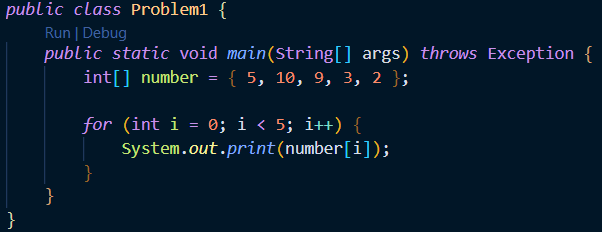 public class Problem1 {
Run | Debug
public static void main(String[] args) throws Exception {
int[] number = { 5, 10, 9, 3, 2 };
for (int i = 0; i < 5; i++) {
System.out.print(number[i]);
}
}
}